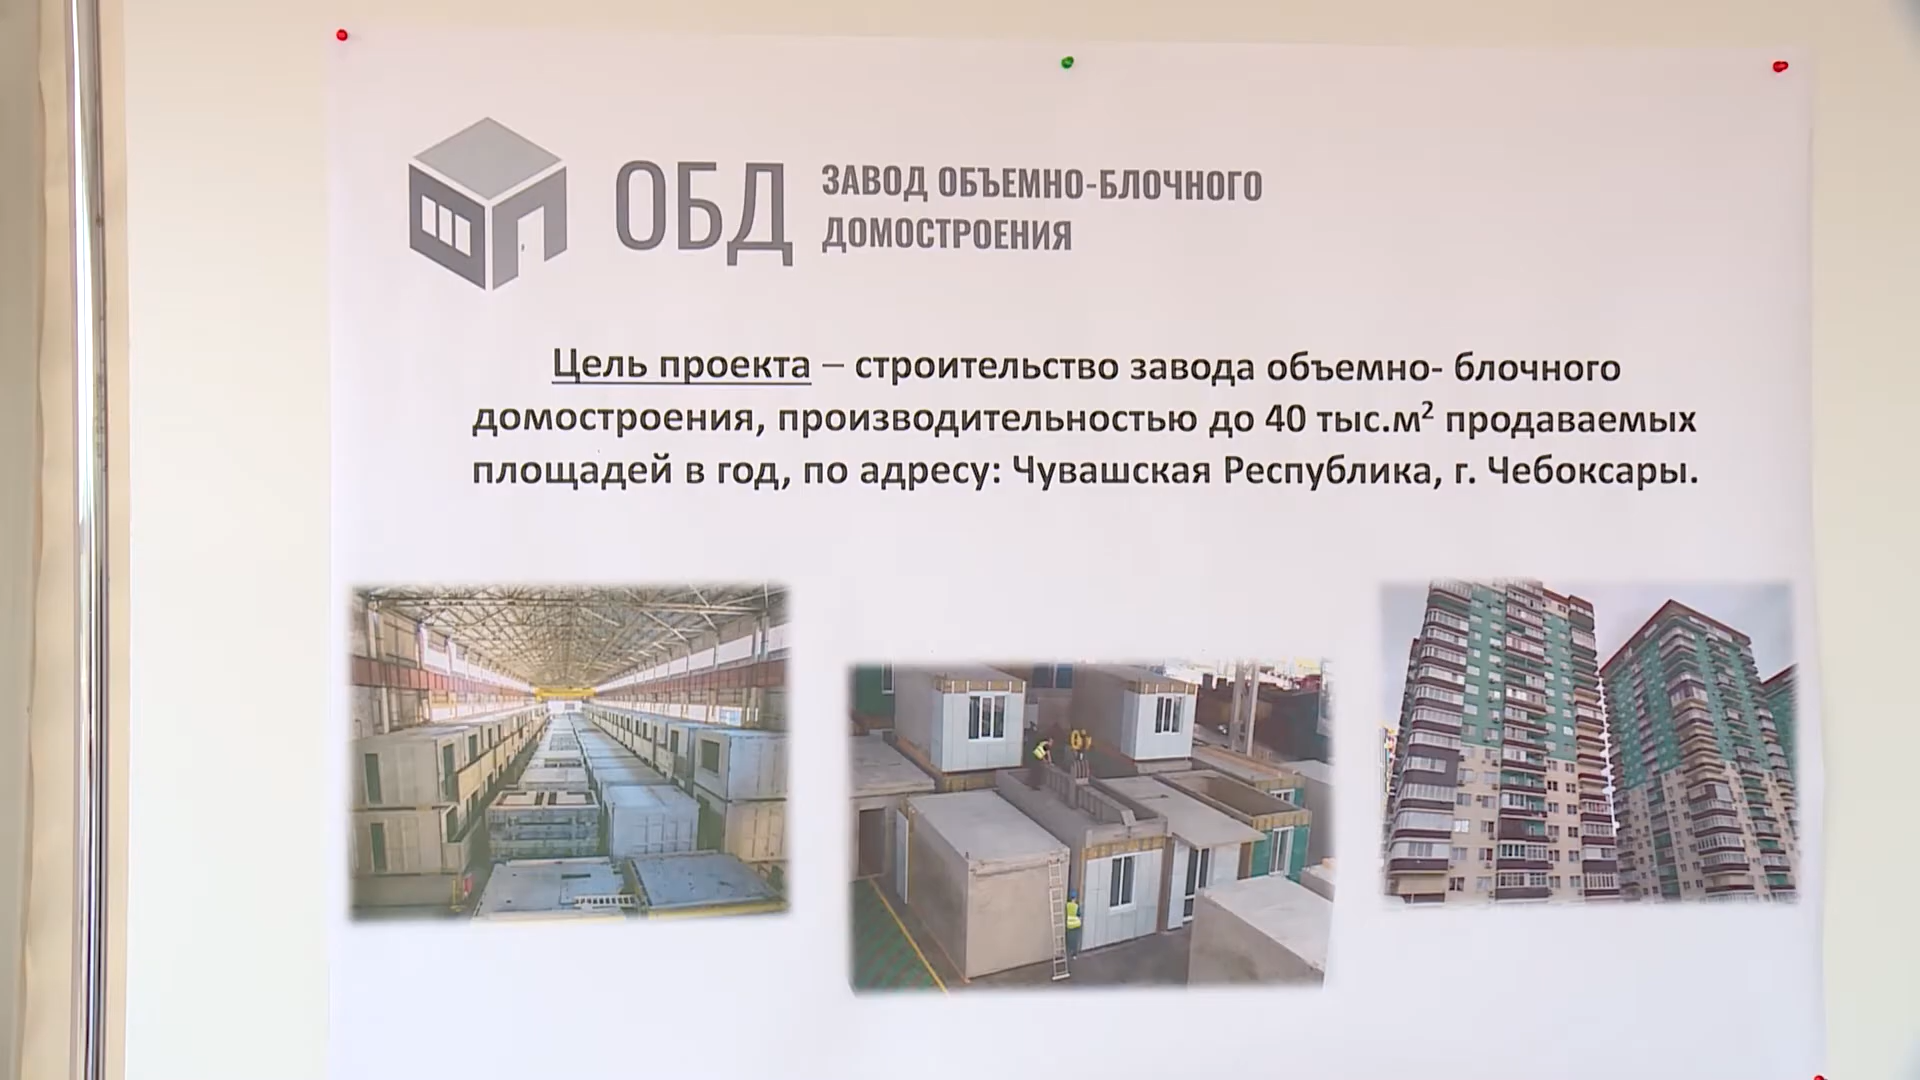 ОБД
ЗАВОД ОБЪЕМНО-БЛОЧНОГО
ДОМОСТРОЕНИЯ
Цель проекта – строительство завода объемно- блочного
домостроения, производительностью до 40 тыс.м² продаваемых
площадей в год, по адресу: Чувашская Республика, г. Чебоксары.